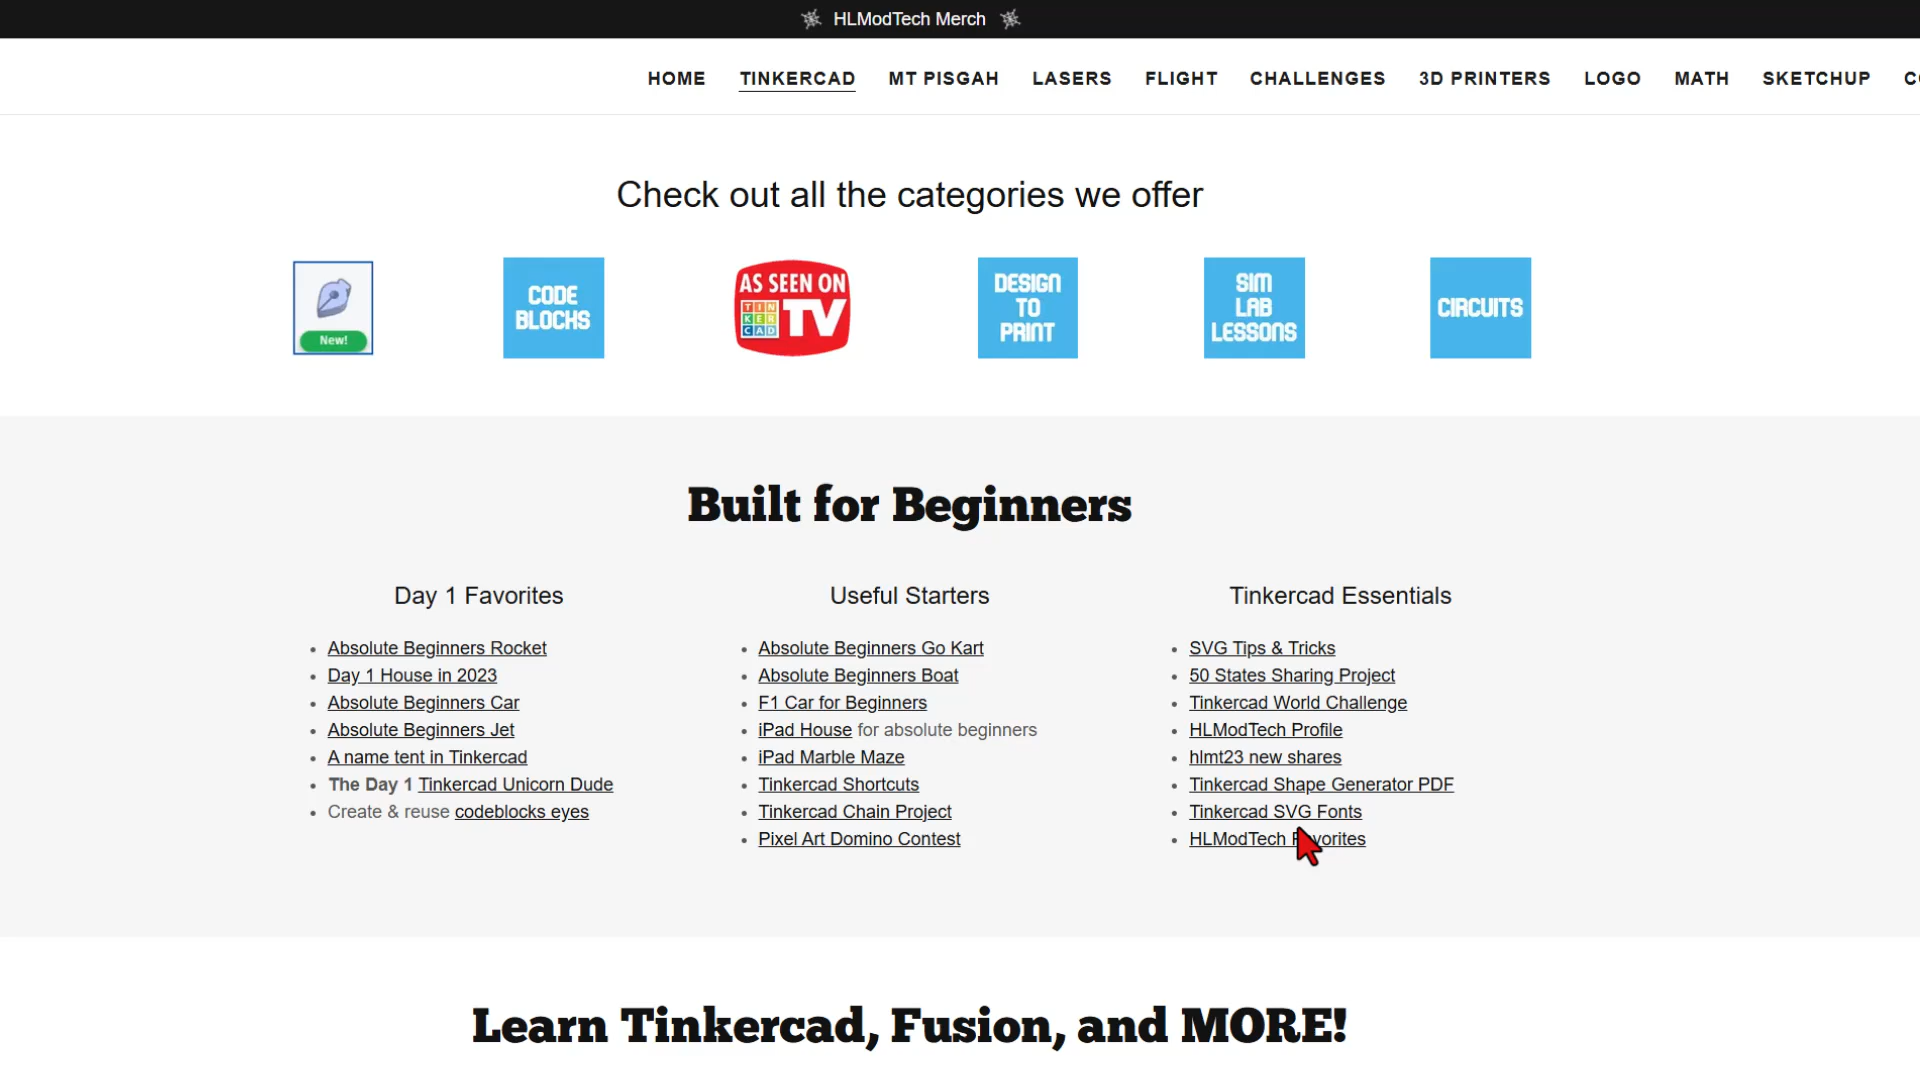 HLModTech Merch
HOME TINKERCAD MT PISGAH LASERS FLIGHT CHALLENGES 3D PRINTERS LOGO MATH SKETCHUP
Check out all the categories we offer
New!
CODE
BLOCKS
AS SEEN ON
TIN
KER
CAD
TV
DESIGN
TO
PRINT
SIM
LAB
LESSONS
CIRCUITS
Built for Beginners
Day 1 Favorites
Absolute Beginners Rocket
Day 1 House in 2023
Absolute Beginners Car
Absolute Beginners Jet
A name tent in Tinkercad
The Day 1 Tinkercad Unicorn Dude
Create & reuse codeblocks eyes
Useful Starters
Absolute Beginners Go Kart
Absolute Beginners Boat
F1 Car for Beginners
iPad House for absolute beginners
iPad Marble Maze
Tinkercad Shortcuts
Tinkercad Chain Project
Pixel Art Domino Contest
Tinkercad Essentials
SVG Tips & Tricks
50 States Sharing Project
Tinkercad World Challenge
HLModTech Profile
hlmt23 new shares
Tinkercad Shape Generator PDF
Tinkercad SVG Fonts
HLModTech Favorites
Learn Tinkercad, Fusion, and MORE!